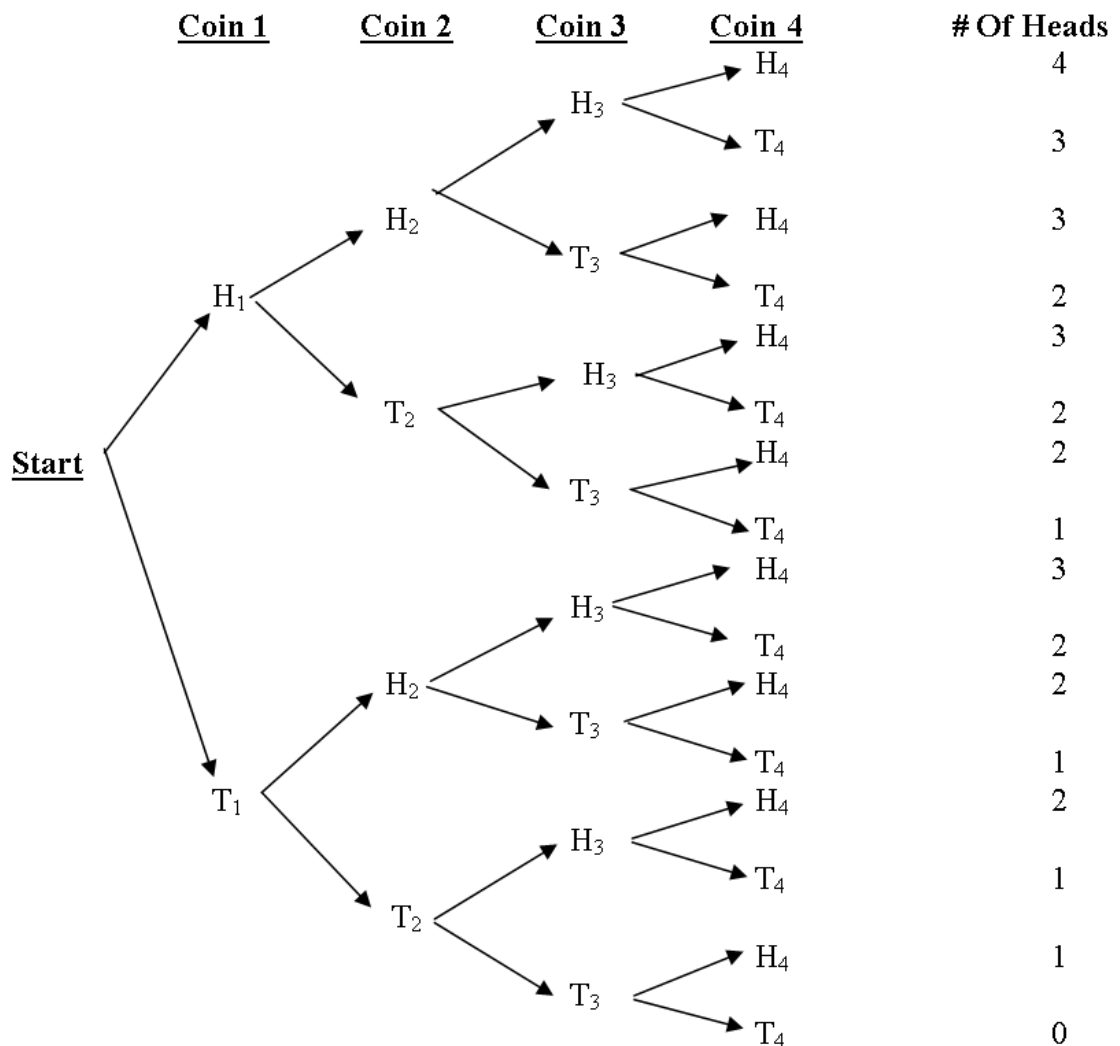 Coin 1 Coin 2 Coin 3 Coin 4 # Of Heads
H₄ 4
H₃
T₄ 3
H₂ H₄ 3
T₃
H₁ T₄ 2
H₄ 3
H₃
T₂ T₄ 2
Start H₄ 2
T₃
T₄ 1
H₄ 3
H₃
T₄ 2
H₂ H₄ 2
T₃
T₄ 1
T₁ H₄ 2
H₃
T₄ 1
T₂
H₄ 1
T₃
T₄ 0